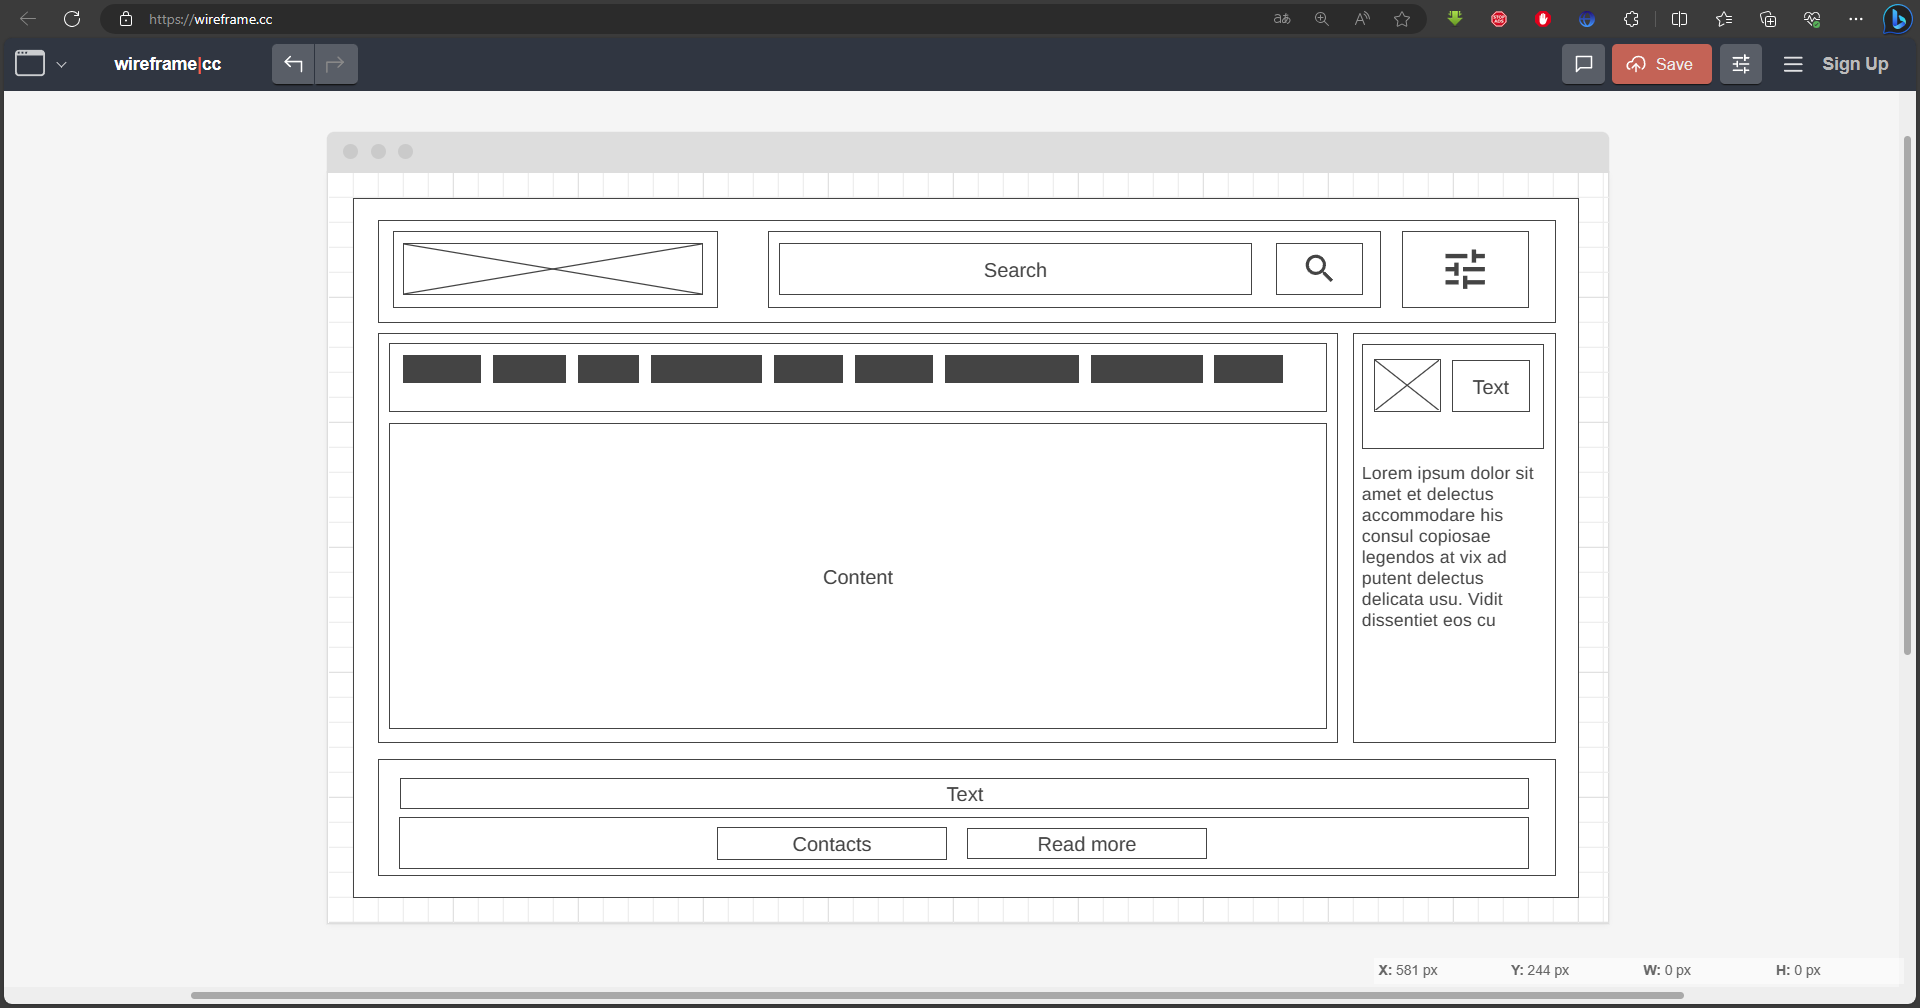 https://wireframe.cc
wireframe|cc
Save
Sign Up
Search
Text
Content
Lorem ipsum dolor sit
amet et delectus
accommodare his
consul copiosae
legendos at vix ad
putent delectus
delicata usu. Vidit
dissentiet eos cu
Text
Contacts
Read more
X: 581 px
Y: 244 px
W: 0 px
H: 0 px